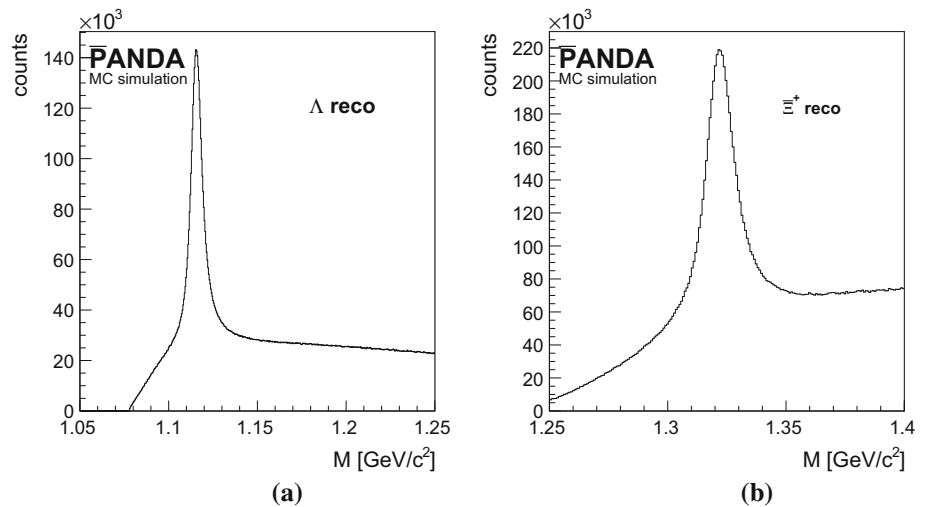 ×10³
counts
140
120
100
80
60
40
20
0
P̅ANDA
MC simulation
Λ reco
1.05 1.1 1.15 1.2 1.25
M [GeV/c²]
(a)
×10³
counts
220
200
180
160
140
120
100
80
60
40
20
0
P̅ANDA
MC simulation
Ξ̅⁺ reco
1.25 1.3 1.35 1.4
M [GeV/c²]
(b)